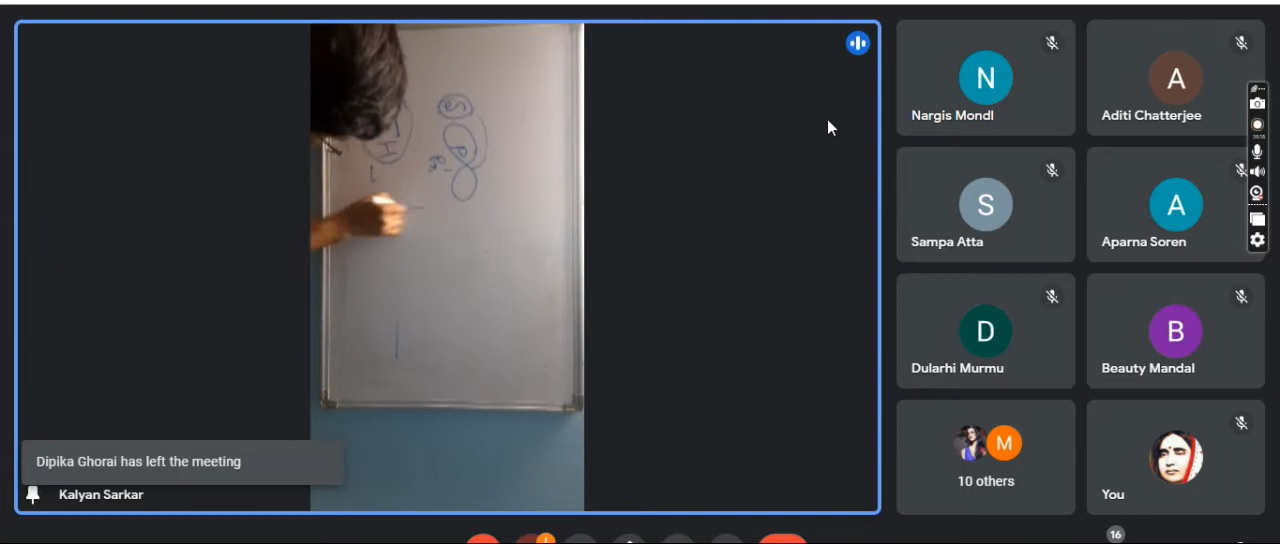 Nargis Mondl
N
Aditi Chatterjee
A
Sampa Atta
S
Aparna Soren
A
Dularhi Murmu
D
Beauty Mandal
B
M
10 others
You
Dipika Ghorai has left the meeting
Kalyan Sarkar
16